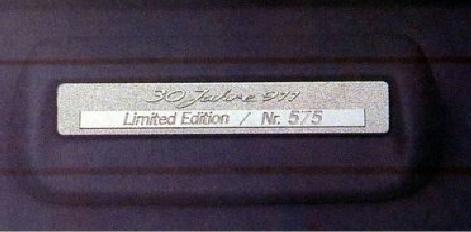 30 Jahre 911
Limited Edition / Nr. 575